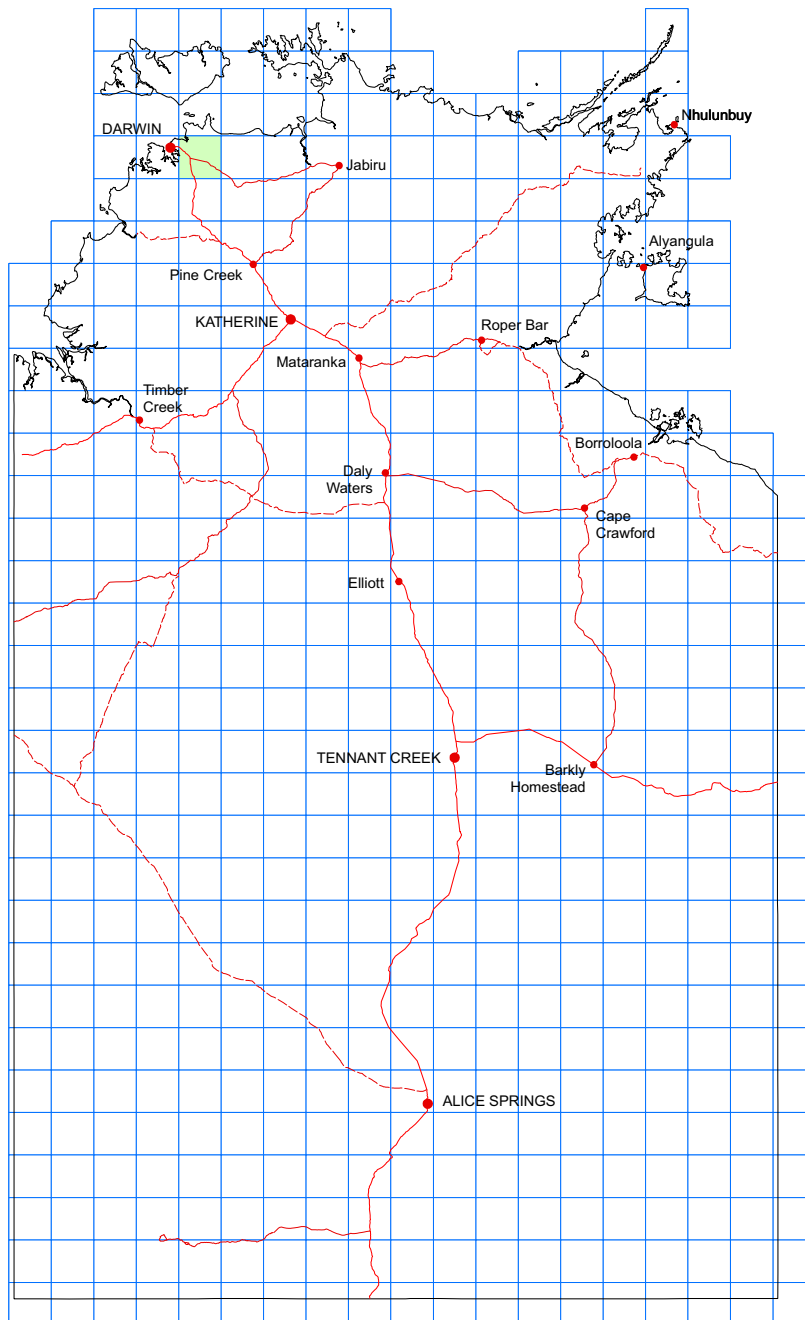 Nhulunbuy
DARWIN
Jabiru
Alyangula
Pine Creek
KATHERINE
Roper Bar
Mataranka
Timber
Creek
Borroloola
Daly
Waters
Cape
Crawford
Elliott
TENNANT CREEK
Barkly
Homestead
ALICE SPRINGS